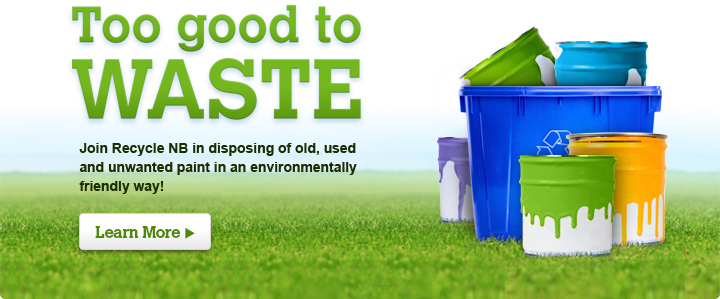 Too good to
WASTE
Join Recycle NB in disposing of old, used
and unwanted paint in an environmentally
friendly way!
Learn More